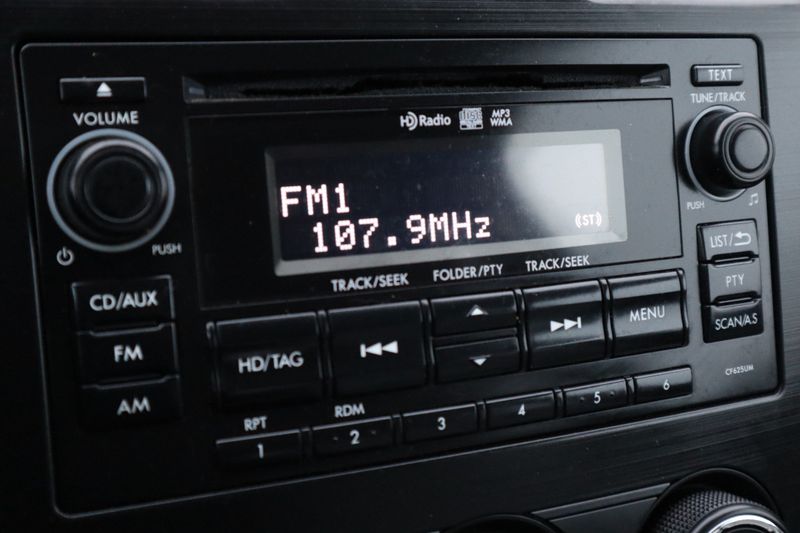 TEXT
VOLUME
TUNE/TRACK
HD Radio
MP3
WMA
FM1
107.9MHz
(ST)
PUSH
PUSH
LIST/
CD/AUX
TRACK/SEEK
FOLDER/PTY
TRACK/SEEK
PTY
FM
HD/TAG
MENU
SCAN/A.S
AM
CF625UM
RPT
RDM
1
2
3
4
5
6